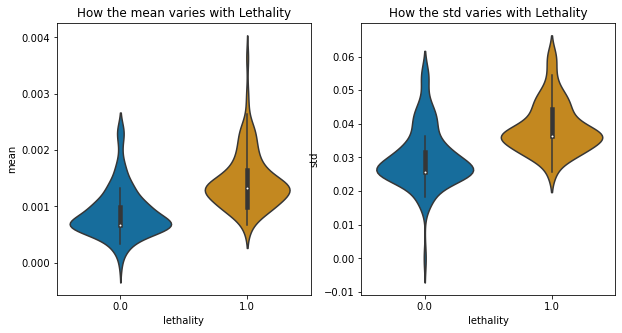 How the mean varies with Lethality
mean
0.004
0.003
0.002
0.001
0.000
0.0
1.0
lethality
How the std varies with Lethality
std
0.06
0.05
0.04
0.03
0.02
0.01
0.00
−0.01
0.0
1.0
lethality